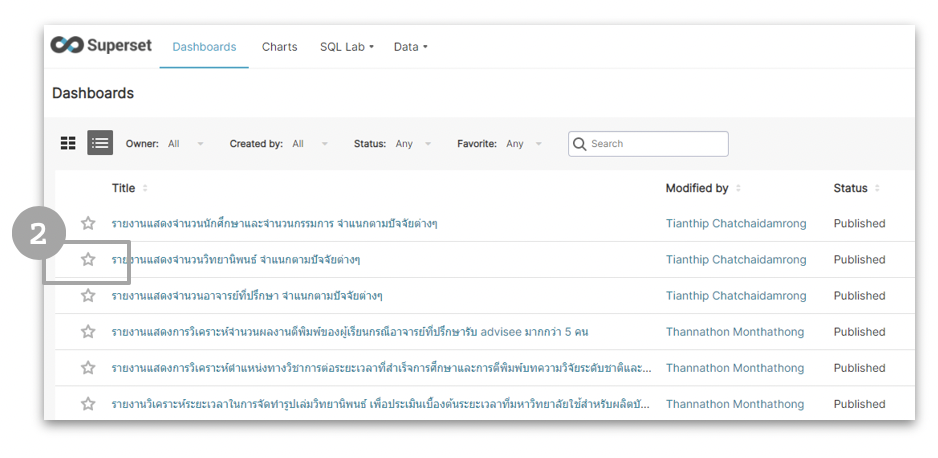 Superset Dashboards Charts SQL Lab Data
Dashboards
Owner: All Created by: All Status: Any Favorite: Any Search
Title Modified by Status
รายงานแสดงจำนวนนักศึกษาและจำนวนกรรมการ จำแนกตามปัจจัยต่างๆ Tianthip Chatchaidamrong Published
2
รายงานแสดงจำนวนวิทยานิพนธ์ จำแนกตามปัจจัยต่างๆ Tianthip Chatchaidamrong Published
รายงานแสดงจำนวนอาจารย์ที่ปรึกษา จำแนกตามปัจจัยต่างๆ Tianthip Chatchaidamrong Published
รายงานแสดงการวิเคราะห์จำนวนผลงานตีพิมพ์ของผู้เรียนกรณีอาจารย์ที่ปรึกษารับ advisee มากกว่า 5 คน Thannathon Monthathong Published
รายงานแสดงการวิเคราะห์ตำแหน่งทางวิชาการต่อระยะเวลาที่สำเร็จการศึกษาและการตีพิมพ์บทความวิจัยระดับชาติและ... Thannathon Monthathong Published
รายงานวิเคราะห์ระยะเวลาในการจัดทำรูปเล่มวิทยานิพนธ์ เพื่อประเมินเบื้องต้นระยะเวลาที่มหาวิทยาลัยใช้สำหรับผลิตบั... Thannathon Monthathong Published